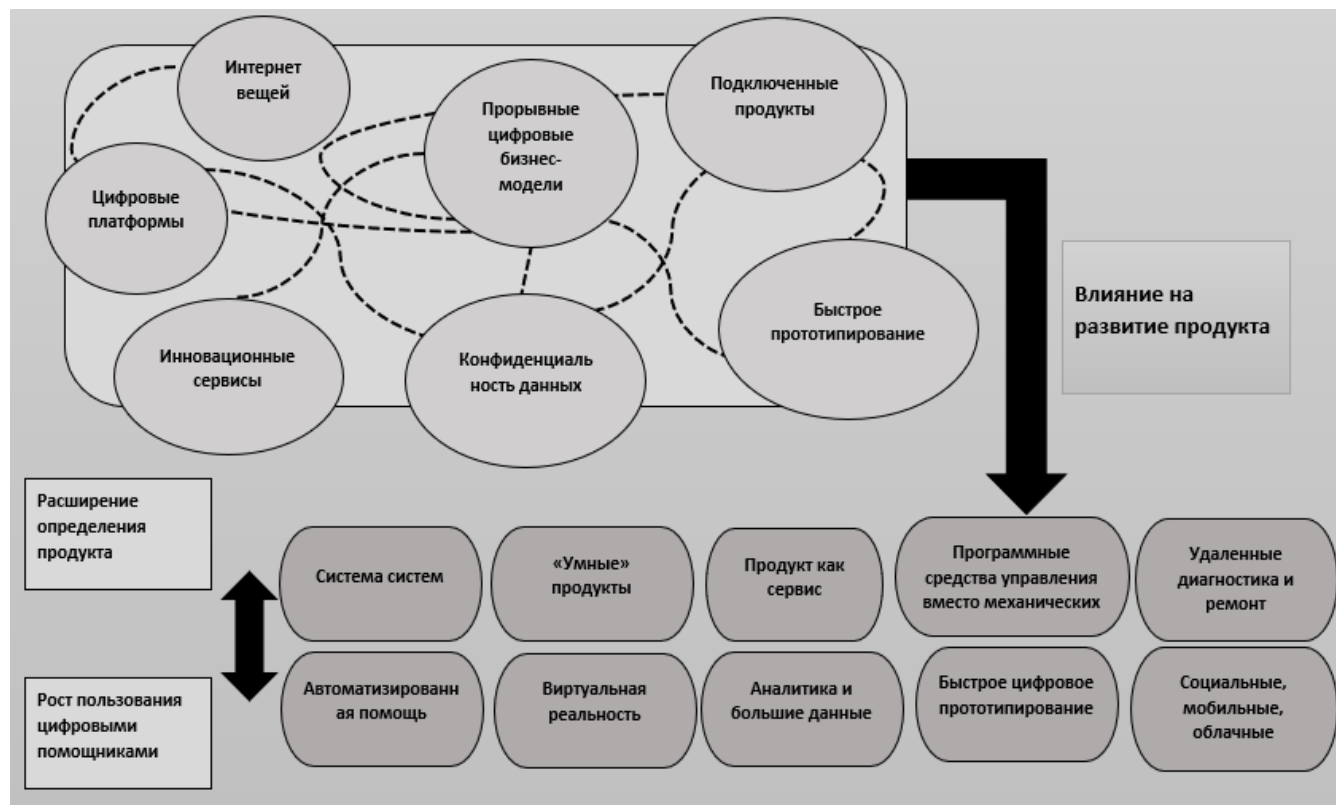 Интернет
вещей
Прорывные
цифровые
бизнес-
модели
Подключенные
продукты
Цифровые
платформы
Инновационные
сервисы
Конфиденциаль
ность данных
Быстрое
прототипирование
Влияние на
развитие продукта
Расширение
определения
продукта
Система систем
«Умные»
продукты
Продукт как
сервис
Программные
средства управления
вместо механических
Удаленные
диагностика и
ремонт
Рост пользования
цифровыми
помощниками
Автоматизированн
ая помощь
Виртуальная
реальность
Аналитика и
большие данные
Быстрое цифровое
прототипирование
Социальные,
мобильные,
облачные